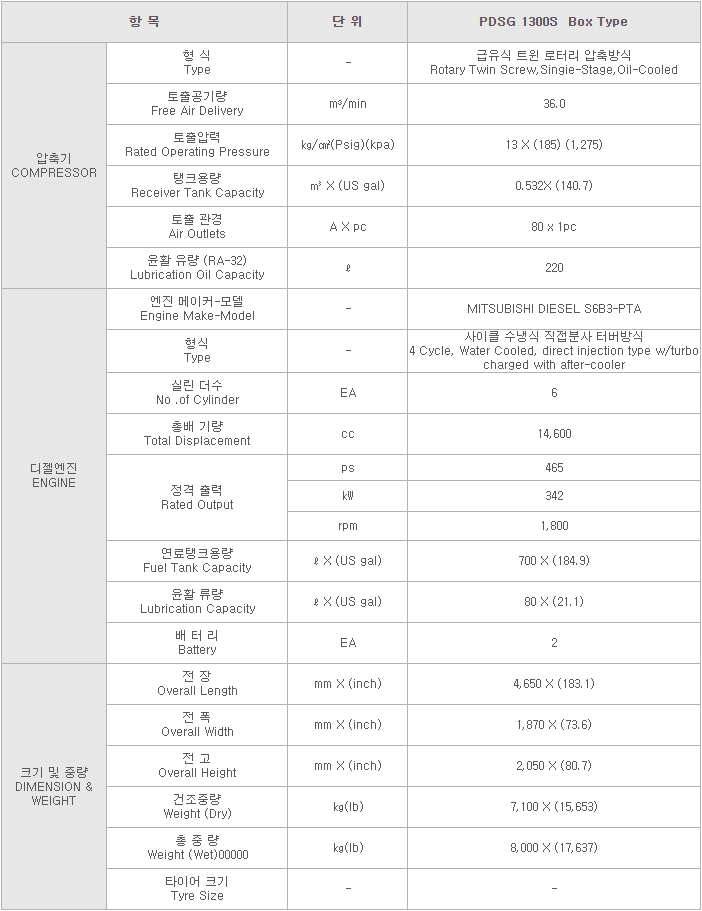 항 목
단 위
PDSG 1300S Box Type
압축기
COMPRESSOR
형 식
Type
-
급유식 트윈 로터리 압축방식
Rotary Twin Screw,Singie-Stage,Oil-Cooled
토출공기량
Free Air Delivery
m³/min
36.0
토출압력
Rated Operating Pressure
㎏/㎠(Psig)(kpa)
13 X (185) (1,275)
탱크용량
Receiver Tank Capacity
㎥ X (US gal)
0.532X (140.7)
토출 관경
Air Outlets
A X pc
80 x 1pc
윤활 유량 (RA-32)
Lubrication Oil Capacity
ℓ
220
디젤엔진
ENGINE
엔진 메이커-모델
Engine Make-Model
-
MITSUBISHI DIESEL S6B3-PTA
형식
Type
-
사이클 수냉식 직접분사 터버방식
4 Cycle, Water Cooled, direct injection type w/turbo
charged with after-cooler
실린 더수
No .of Cylinder
EA
6
총배 기량
Total Displacement
cc
14,600
정격 출력
Rated Output
ps
465
㎾
342
rpm
1,800
연료탱크용량
Fuel Tank Capacity
ℓ X (US gal)
700 X (184.9)
윤활 류량
Lubrication Capacity
ℓ X (US gal)
80 X (21.1)
배 터 리
Battery
EA
2
크기 및 중량
DIMENSION &
WEIGHT
전 장
Overall Length
mm X (inch)
4,650 X (183.1)
전 폭
Overall Width
mm X (inch)
1,870 X (73.6)
전 고
Overall Height
mm X (inch)
2,050 X (80.7)
건조중량
Weight (Dry)
㎏(lb)
7,100 X (15,653)
총 중 량
Weight (Wet)00000
㎏(lb)
8,000 X (17,637)
타이어 크기
Tyre Size
-
-